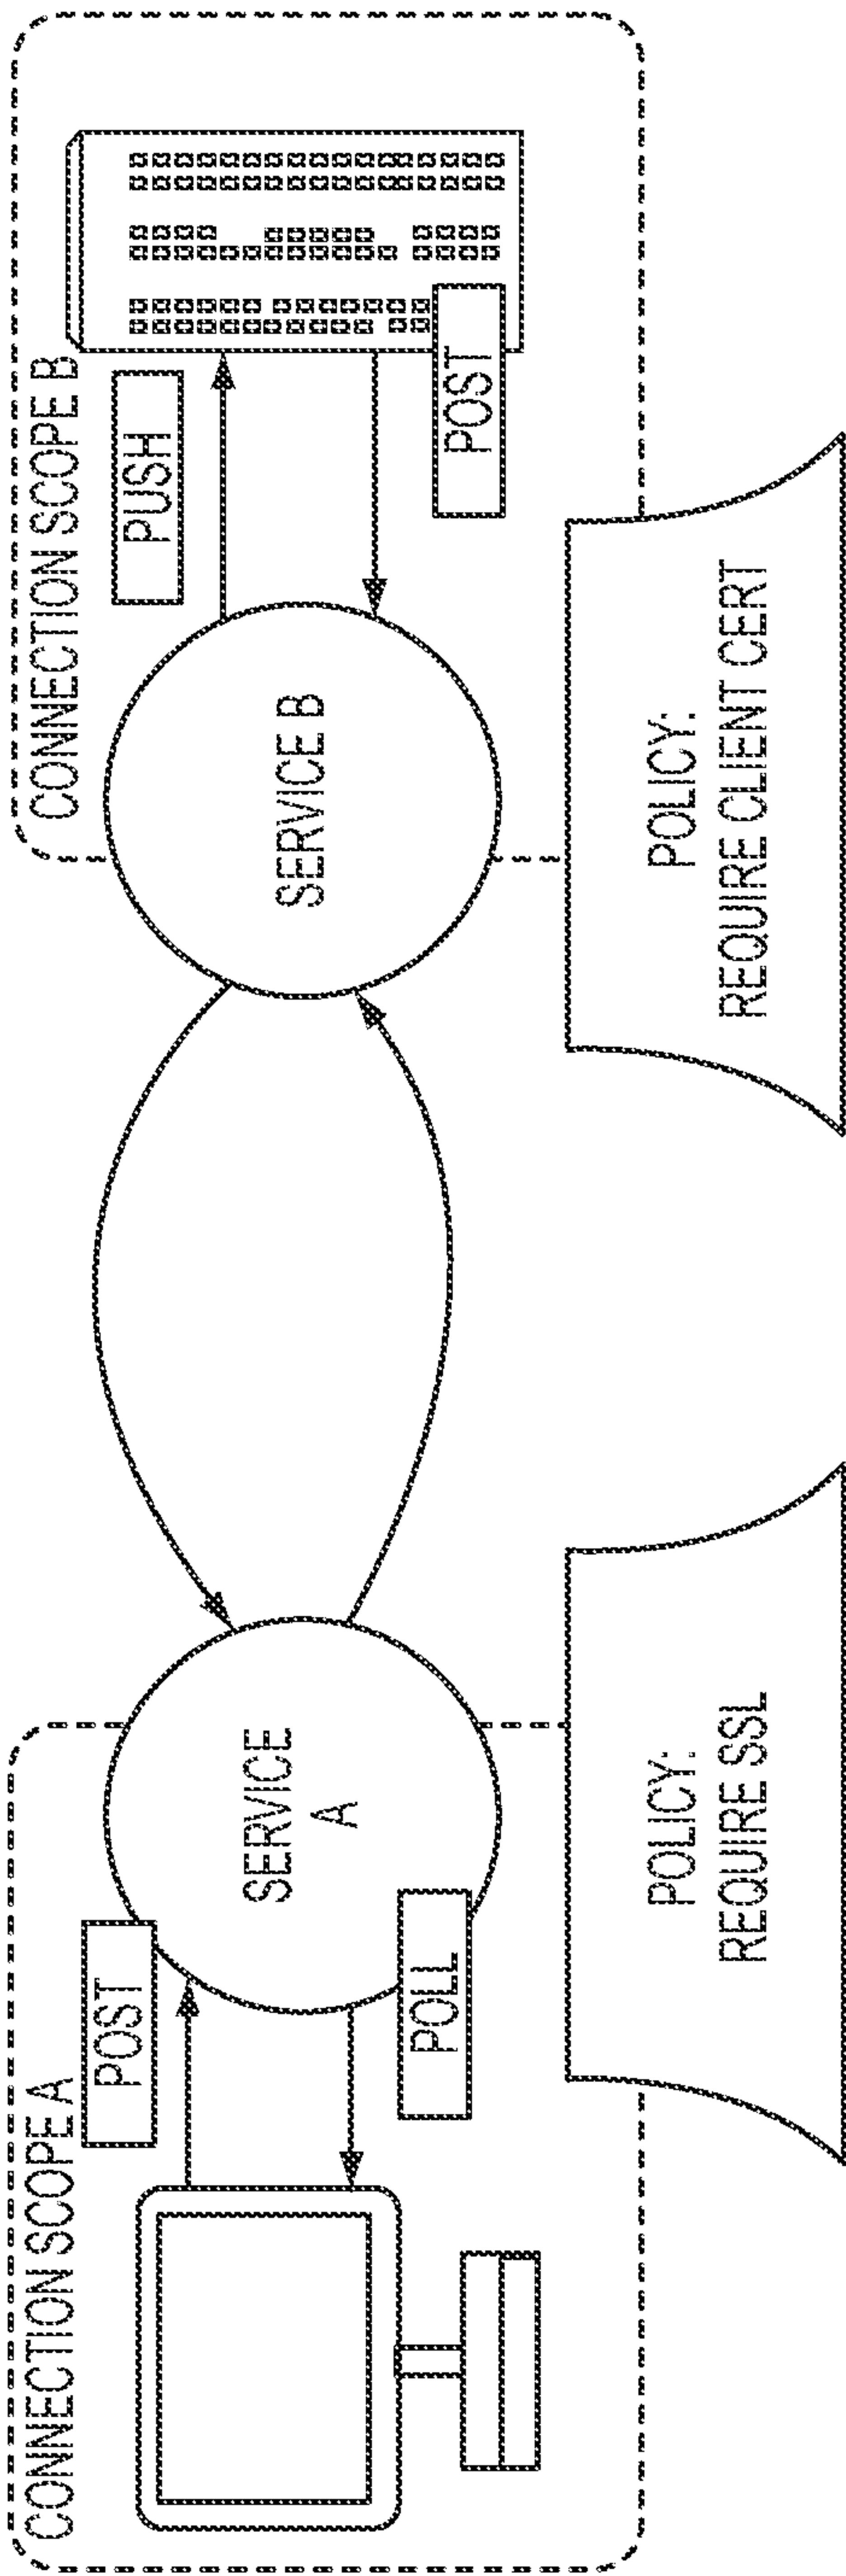 CONNECTION SCOPE A
POST
SERVICE
A
POLL
POLICY:
REQUIRE SSL
CONNECTION SCOPE B
PUSH
SERVICE B
POST
POLICY:
REQUIRE CLIENT CERT